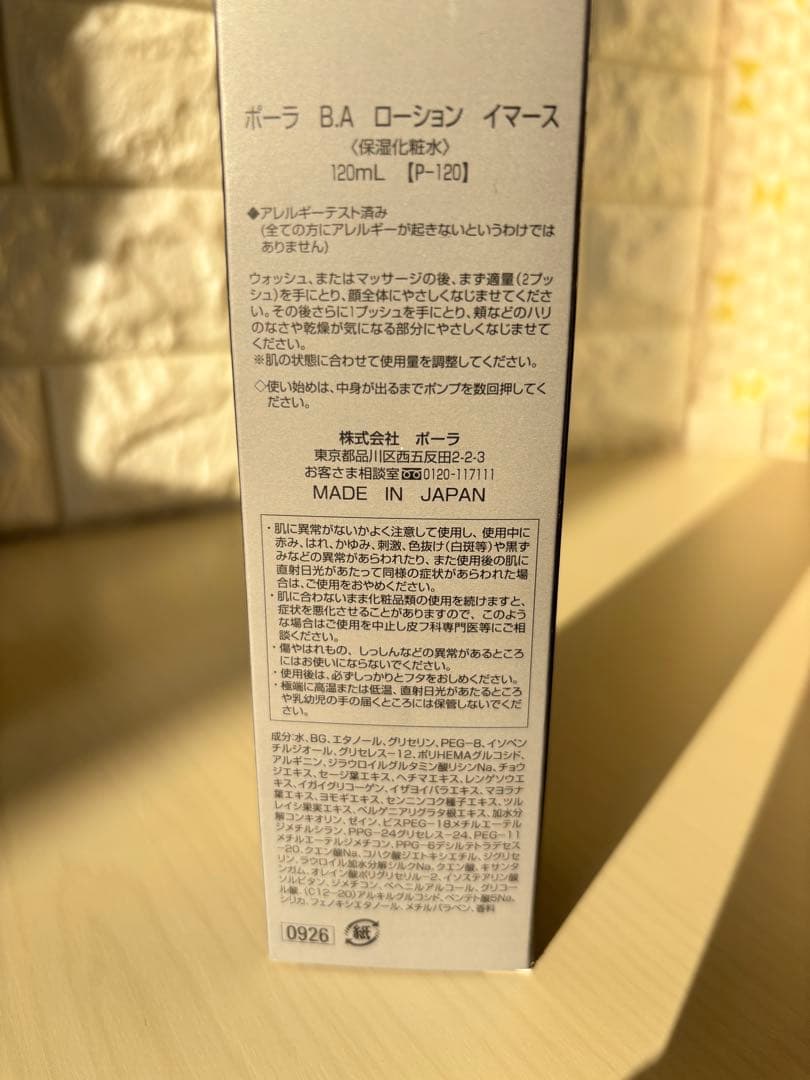 ポーラ B.A ローション イマース
〈保湿化粧水〉
120mL 【P-120】
◆アレルギーテスト済み
(全ての方にアレルギーが起きないというわけでは
ありません)
ウォッシュ、またはマッサージの後、まず適量(2プッ
シュ)を手にとり、顔全体にやさしくなじませてくださ
い。その後さらに1プッシュを手にとり、頬などのハリ
のなさや乾燥が気になる部分にやさしくなじませて
ください。
※肌の状態に合わせて使用量を調整してください。
◇使い始めは、中身が出るまでポンプを数回押してく
ださい。
株式会社 ポーラ
東京都品川区西五反田2-2-3
お客さま相談室 0120-117111
MADE IN JAPAN
・肌に異常がないかよく注意して使用し、使用中に
赤み、はれ、かゆみ、刺激、色抜け(白斑等)や黒ず
みなどの異常があらわれたり、また使用後の肌に
直射日光があたって同様の症状があらわれた場
合は、ご使用をおやめください。
・肌に合わないまま化粧品類の使用を続けますと、
症状を悪化させることがありますので、このよう
な場合はご使用を中止し皮フ科専門医等にご相
談ください。
・傷やはれもの、しっしんなどの異常があるところ
にはお使いにならないでください。
・使用後は、必ずしっかりとフタをおしめください。
・極端に高温または低温、直射日光があたるところ
や乳幼児の手の届くところには保管しないでくだ
さい。
成分:水、BG、エタノール、グリセリン、PEG-8、イソペン
チルジオール、グリセレス-12、ポリHEMAグルコシド、
アルギニン、ジラウロイルグルタミン酸リシンNa、チョウ
ジエキス、セージ葉エキス、ヘチマエキス、レンゲソウエ
キス、イガイグリコーゲン、イザヨイバラエキス、マヨラナ
葉エキス、ヨモギエキス、センニンコク種子エキス、ツル
レイシ果実エキス、ベルゲニアリグラタ根エキス、加水分
解コンキオリン、ゼイン、ビスPEG-18メチルエーテル
ジメチルシラン、PPG-24グリセレス-24、PEG-11
メチルエーテルジメチコン、PPG-6デシルテトラデセス
-20、クエン酸Na、コハク酸ジエトキシエチル、ジグリセ
リン、ラウロイル加水分解シルクNa、クエン酸、キサンタ
ンガム、オレイン酸ポリグリセリル-2、イソステアリン酸
ソルビタン、ジメチコン、ベヘニルアルコール、グリコー
ル酸、(C12-20)アルキルグルコシド、ペンテト酸5Na、
シリカ、フェノキシエタノール、メチルパラベン、香料
0926 紙